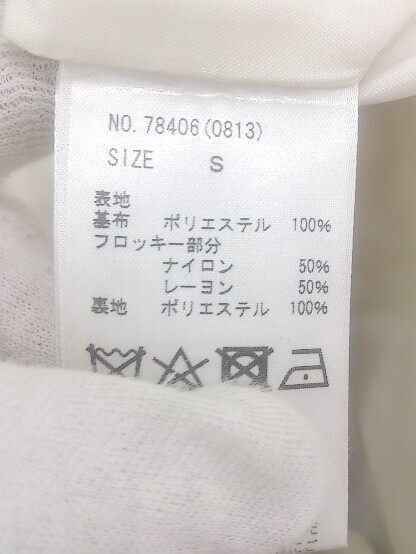 NO. 78406(0813)
SIZE S
表地
基布 ポリエステル 100%
フロッキー部分
ナイロン 50%
レーヨン 50%
裏地 ポリエステル 100%